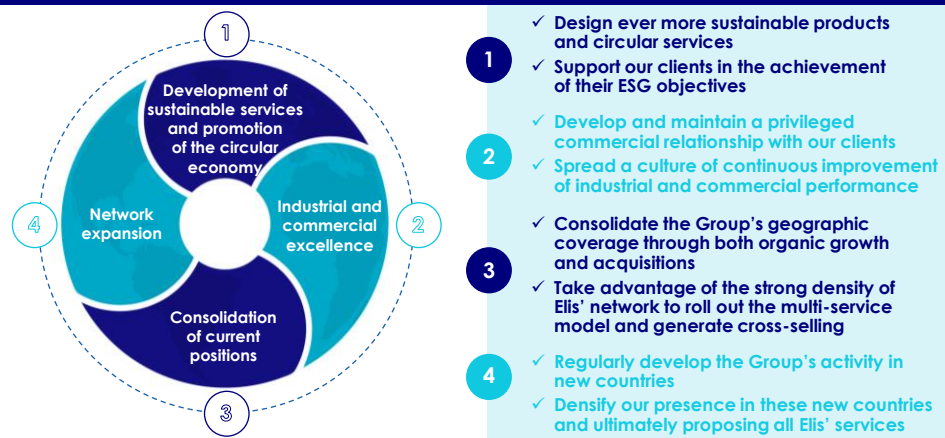 1
Development of
sustainable services
and promotion
of the circular
economy
4
Network
expansion
Industrial and
commercial
excellence
2
Consolidation
of current
positions
3
1
✓ Design ever more sustainable products
and circular services
✓ Support our clients in the achievement
of their ESG objectives
2
✓ Develop and maintain a privileged
commercial relationship with our clients
✓ Spread a culture of continuous improvement
of industrial and commercial performance
3
✓ Consolidate the Group's geographic
coverage through both organic growth
and acquisitions
✓ Take advantage of the strong density of
Elis' network to roll out the multi-service
model and generate cross-selling
4
✓ Regularly develop the Group's activity in
new countries
✓ Densify our presence in these new countries
and ultimately proposing all Elis' services